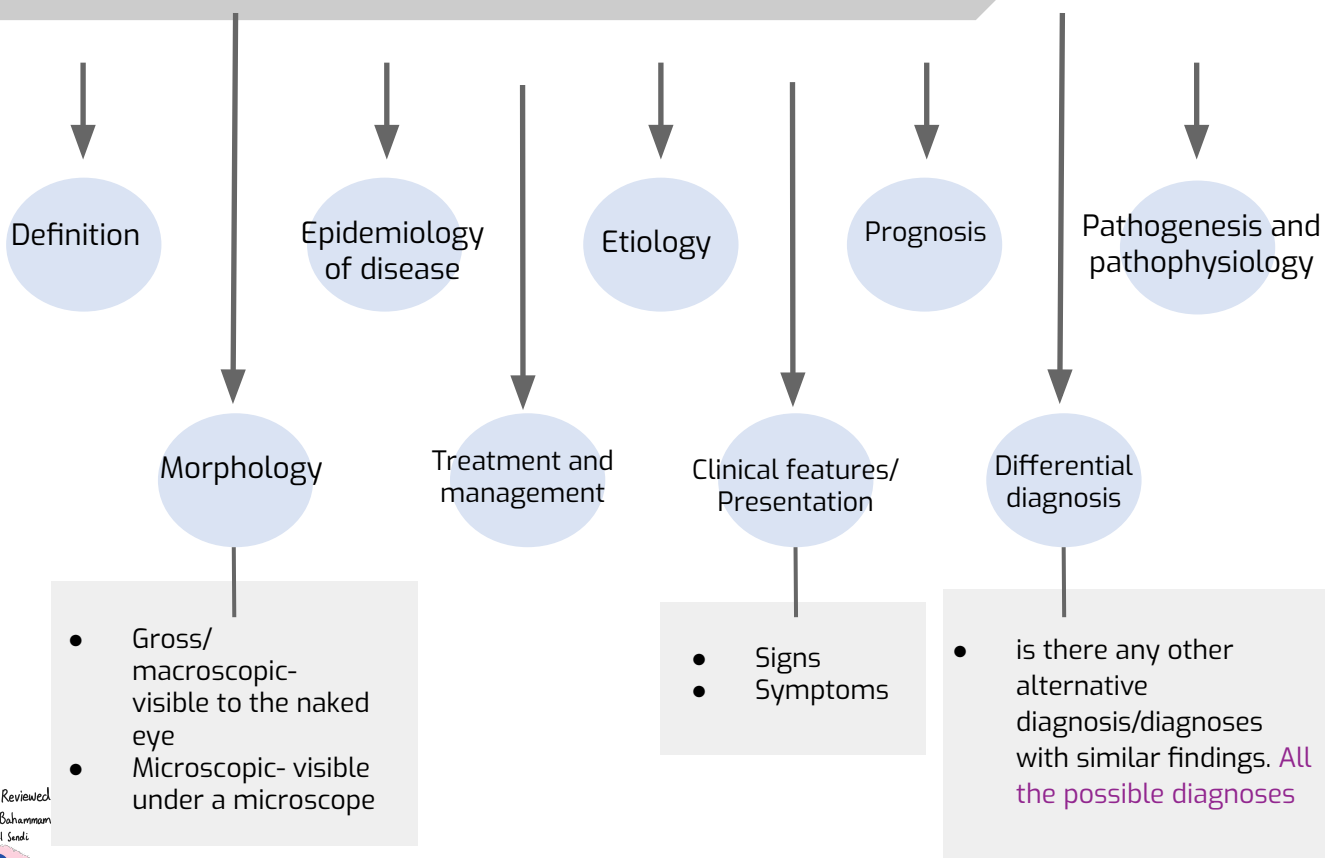 Definition
Epidemiology
of disease
Etiology
Prognosis
Pathogenesis and
pathophysiology
Morphology
Treatment and
management
Clinical features/
Presentation
Differential
diagnosis
● Gross/
macroscopic-
visible to the naked
eye
● Microscopic- visible
under a microscope
● Signs
● Symptoms
● is there any other
alternative
diagnosis/diagnoses
with similar findings. All
the possible diagnoses
Reviewed
Bahammam
Sendi